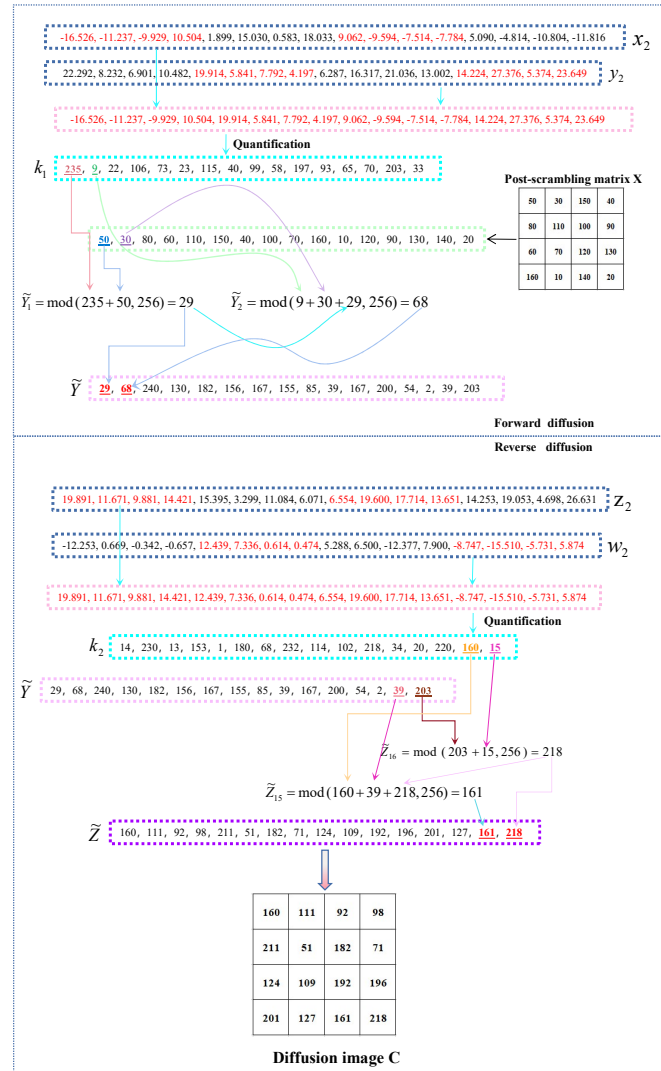 -16.526, -11.237, -9.929, 10.504, 1.899, 15.030, 0.583, 18.033, 9.062, -9.594, -7.514, -7.784, 5.090, -4.814, -10.804, -11.816 x₂
22.292, 8.232, 6.901, 10.482, 19.914, 5.841, 7.792, 4.197, 6.287, 16.317, 21.036, 13.002, 14.224, 27.376, 5.374, 23.649 y₂
-16.526, -11.237, -9.929, 10.504, 19.914, 5.841, 7.792, 4.197, 9.062, -9.594, -7.514, -7.784, 14.224, 27.376, 5.374, 23.649
Quantification
k₁ 235, 9, 22, 106, 73, 23, 115, 40, 99, 58, 197, 93, 65, 70, 203, 33
Post-scrambling matrix X
50 30 150 40
80 110 100 90
60 70 120 130
160 10 140 20
50, 30, 80, 60, 110, 150, 40, 100, 70, 160, 10, 120, 90, 130, 140, 20
Ỹ₁ = mod(235+50, 256) = 29 Ỹ₂ = mod(9+30+29, 256) = 68
Ỹ 29, 68, 240, 130, 182, 156, 167, 155, 85, 39, 167, 200, 54, 2, 39, 203
Forward diffusion
Reverse diffusion
19.891, 11.671, 9.881, 14.421, 15.395, 3.299, 11.084, 6.071, 6.554, 19.600, 17.714, 13.651, 14.253, 19.053, 4.698, 26.631 z₂
-12.253, 0.669, -0.342, -0.657, 12.439, 7.336, 0.614, 0.474, 5.288, 6.500, -12.377, 7.900, -8.747, -15.510, -5.731, 5.874 w₂
19.891, 11.671, 9.881, 14.421, 12.439, 7.336, 0.614, 0.474, 6.554, 19.600, 17.714, 13.651, -8.747, -15.510, -5.731, 5.874
Quantification
k₂ 14, 230, 13, 153, 1, 180, 68, 232, 114, 102, 218, 34, 20, 220, 160, 15
Ỹ 29, 68, 240, 130, 182, 156, 167, 155, 85, 39, 167, 200, 54, 2, 39, 203
Z̃₁₆ = mod (203 + 15, 256) = 218
Z̃₁₅ = mod(160+39+218, 256) = 161
Z̃ 160, 111, 92, 98, 211, 51, 182, 71, 124, 109, 192, 196, 201, 127, 161, 218
160 111 92 98
211 51 182 71
124 109 192 196
201 127 161 218
Diffusion image C